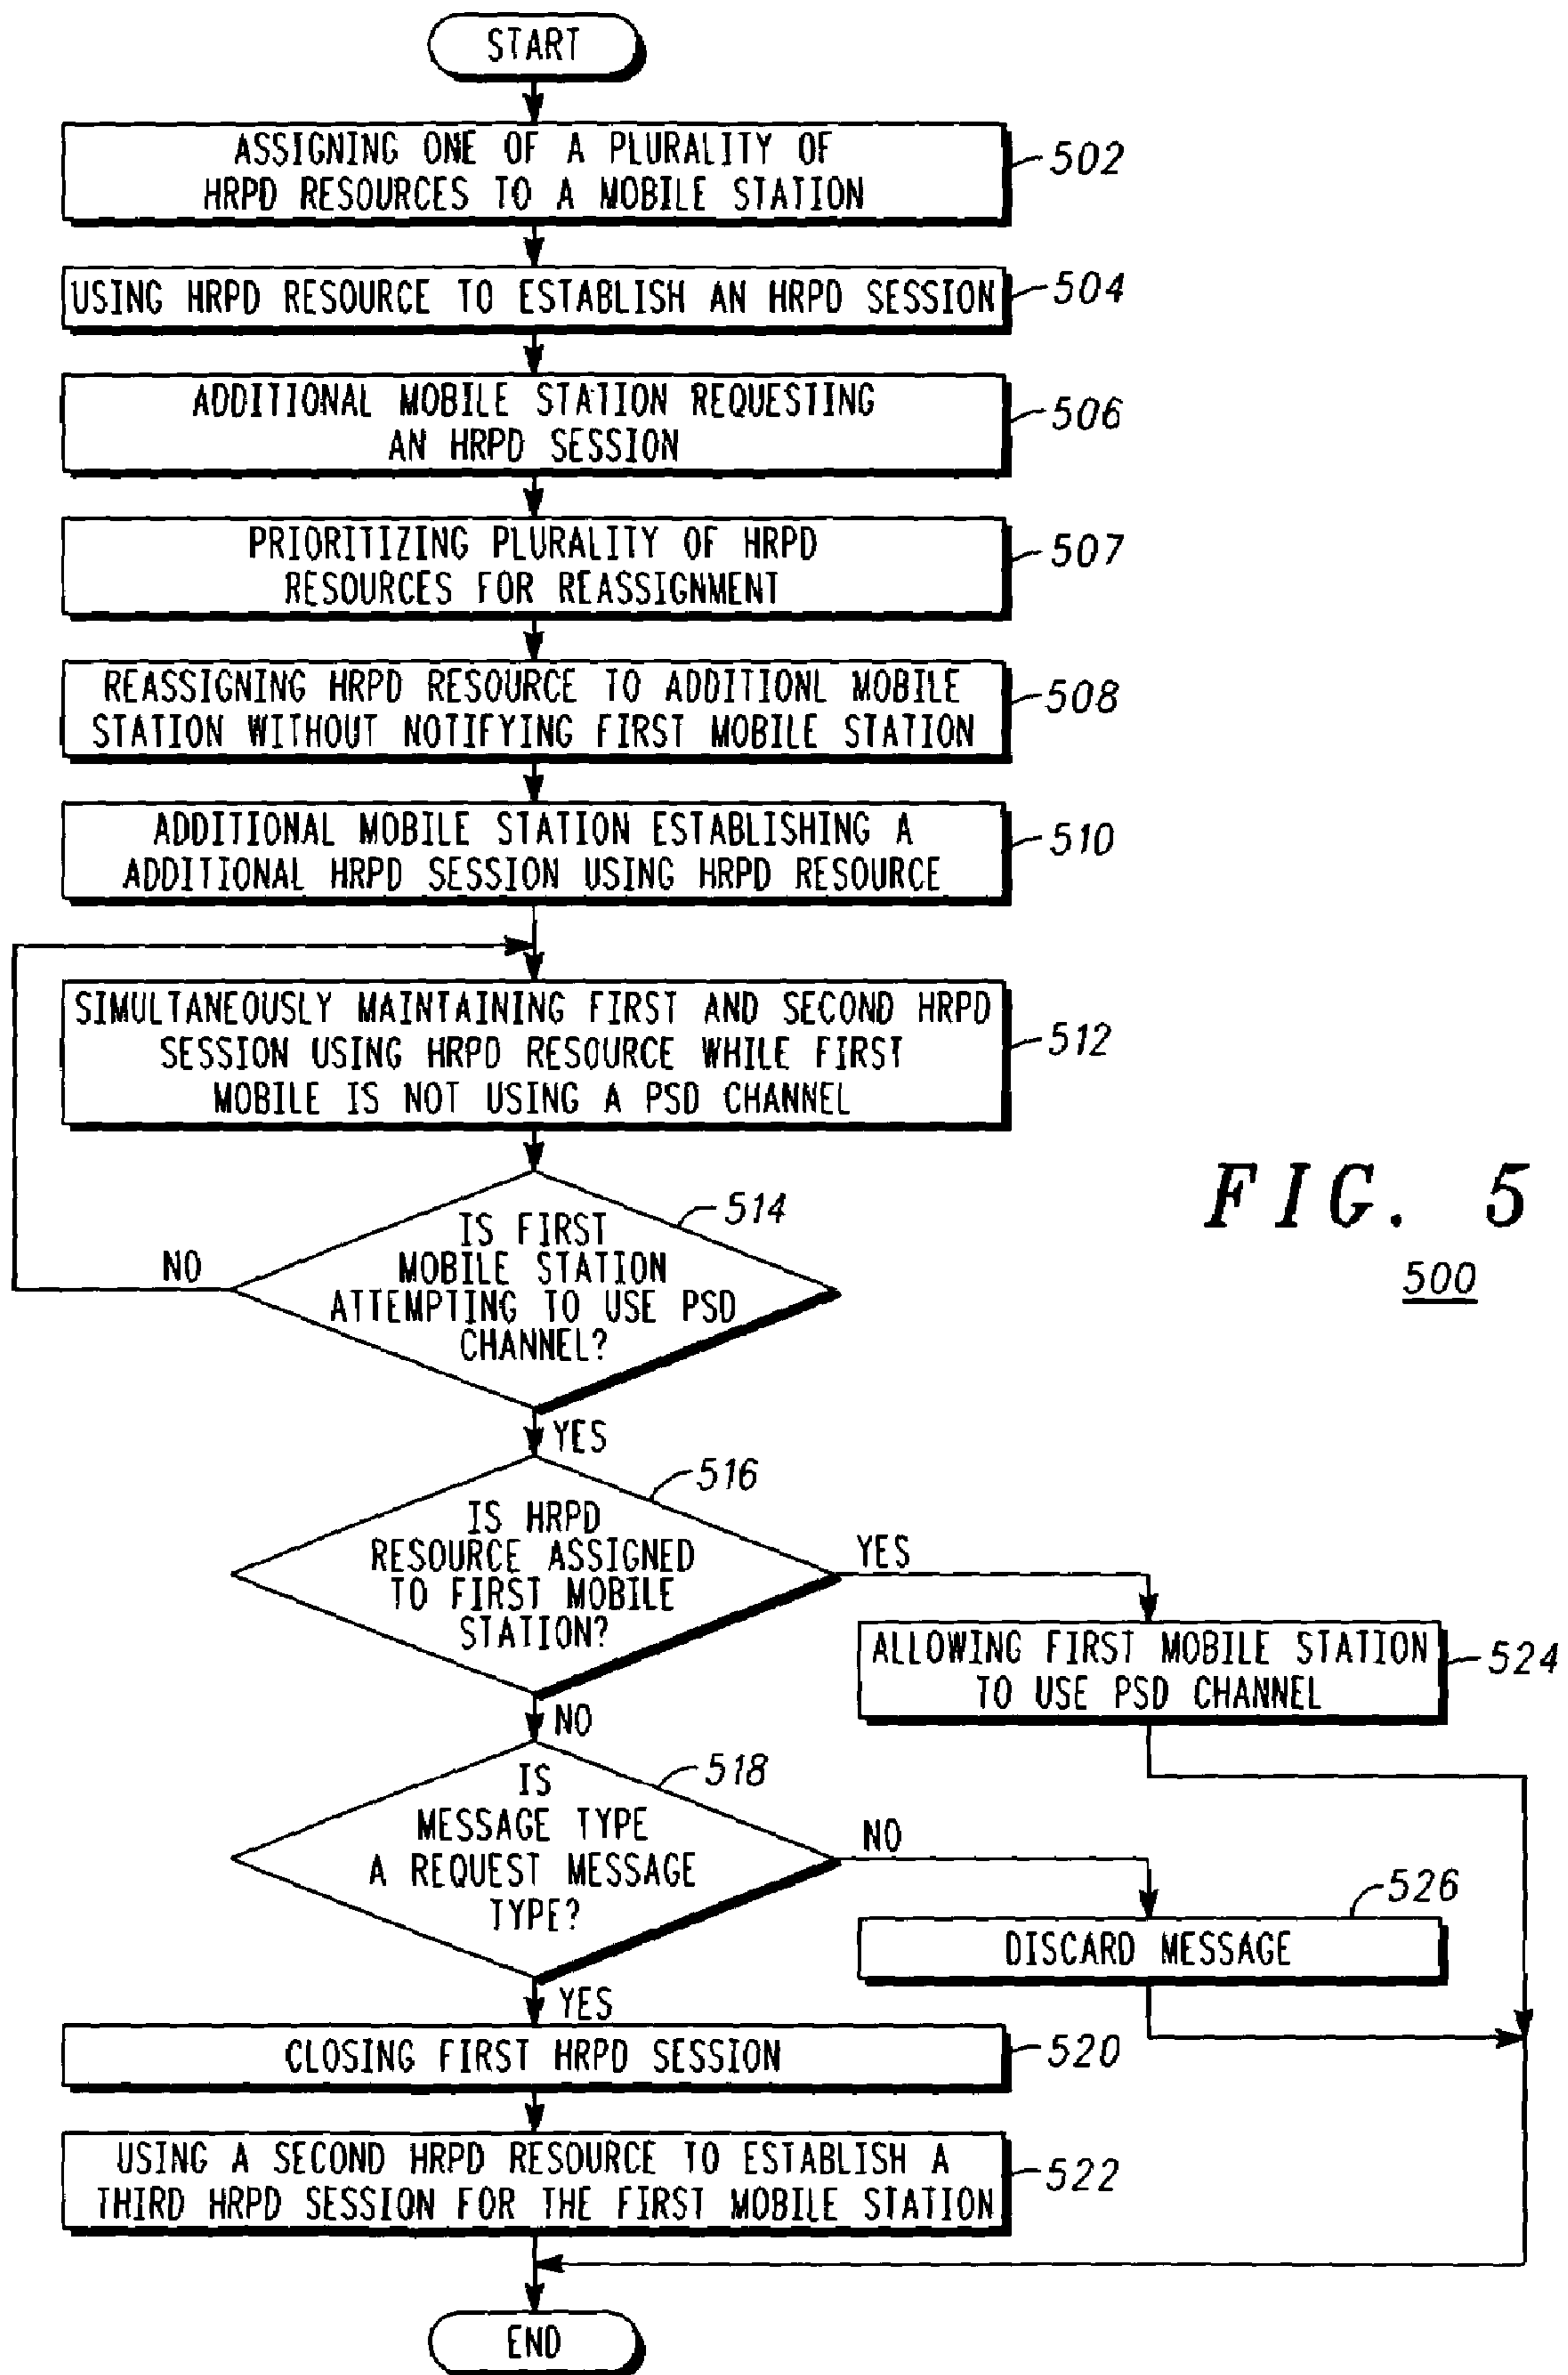 START
ASSIGNING ONE OF A PLURALITY OF
HRPD RESOURCES TO A MOBILE STATION
502
USING HRPD RESOURCE TO ESTABLISH AN HRPD SESSION
504
ADDITIONAL MOBILE STATION REQUESTING
AN HRPD SESSION
506
PRIORITIZING PLURALITY OF HRPD
RESOURCES FOR REASSIGNMENT
507
REASSIGNING HRPD RESOURCE TO ADDITIONL MOBILE
STATION WITHOUT NOTIFYING FIRST MOBILE STATION
508
ADDITIONAL MOBILE STATION ESTABLISHING A
ADDITIONAL HRPD SESSION USING HRPD RESOURCE
510
SIMULTANEOUSLY MAINTAINING FIRST AND SECOND HRPD
SESSION USING HRPD RESOURCE WHILE FIRST
MOBILE IS NOT USING A PSD CHANNEL
512
FIG. 5
500
IS FIRST
MOBILE STATION
ATTEMPTING TO USE PSD
CHANNEL?
514
NO
YES
IS HRPD
RESOURCE ASSIGNED
TO FIRST MOBILE
STATION?
516
YES
NO
ALLOWING FIRST MOBILE STATION
TO USE PSD CHANNEL
524
IS
MESSAGE TYPE
A REQUEST MESSAGE
TYPE?
518
NO
YES
DISCARD MESSAGE
526
CLOSING FIRST HRPD SESSION
520
USING A SECOND HRPD RESOURCE TO ESTABLISH A
THIRD HRPD SESSION FOR THE FIRST MOBILE STATION
522
END